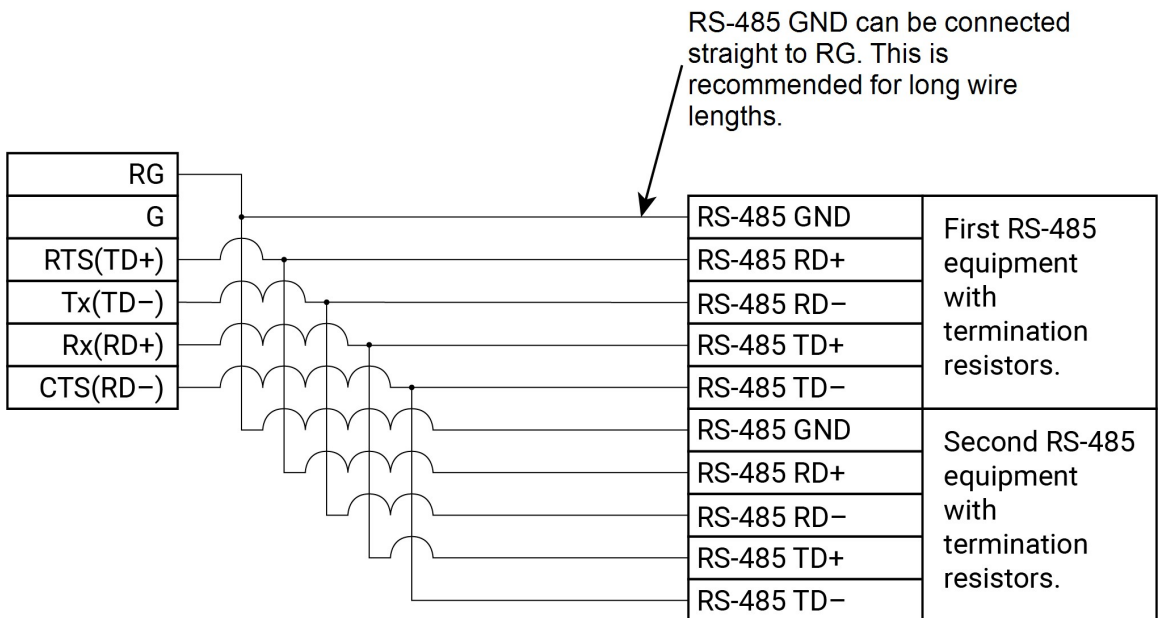 RS-485 GND can be connected
straight to RG. This is
recommended for long wire
lengths.
RG
G
RTS(TD+)
Tx(TD−)
Rx(RD+)
CTS(RD−)
RS-485 GND
RS-485 RD+
RS-485 RD−
RS-485 TD+
RS-485 TD−
First RS-485
equipment
with
termination
resistors.
RS-485 GND
RS-485 RD+
RS-485 RD−
RS-485 TD+
RS-485 TD−
Second RS-485
equipment
with
termination
resistors.